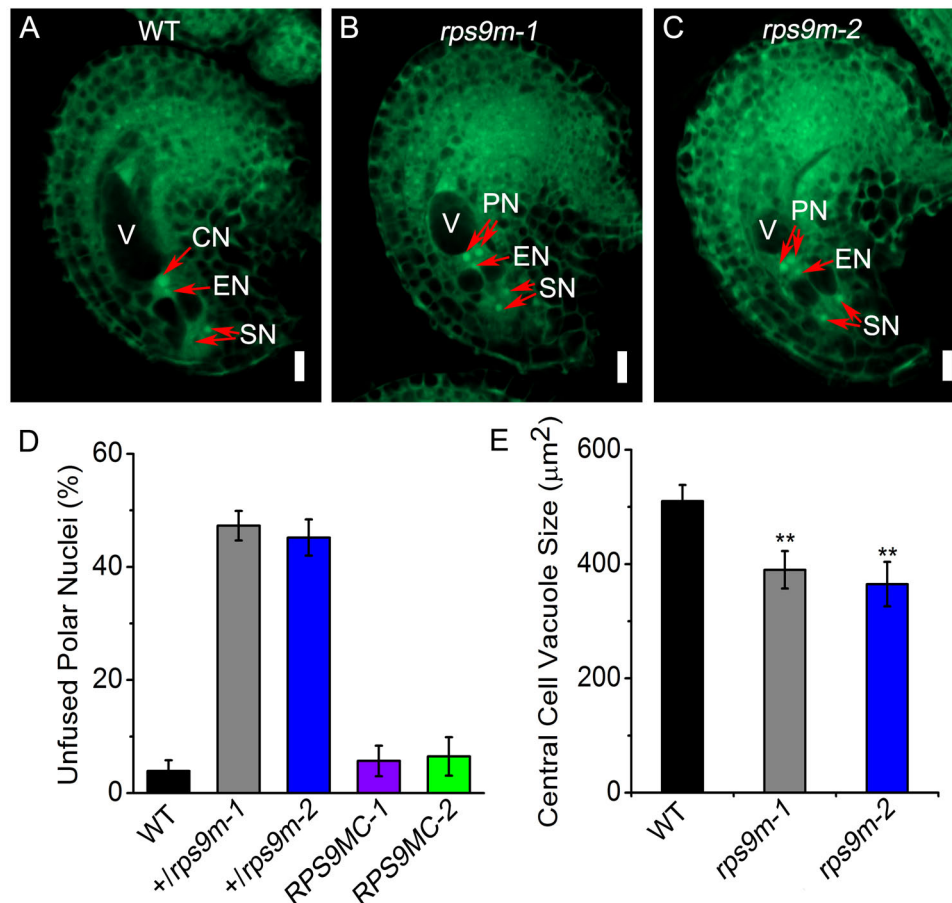 A
WT
V
CN
EN
SN
B
rps9m-1
V
PN
EN
SN
C
rps9m-2
V
PN
EN
SN
D
Unfused Polar Nuclei (%)
60
40
20
0
WT
+/rps9m-1
+/rps9m-2
RPS9MC-1
RPS9MC-2
E
Central Cell Vacuole Size (μm²)
600
400
200
0
**
**
WT
rps9m-1
rps9m-2